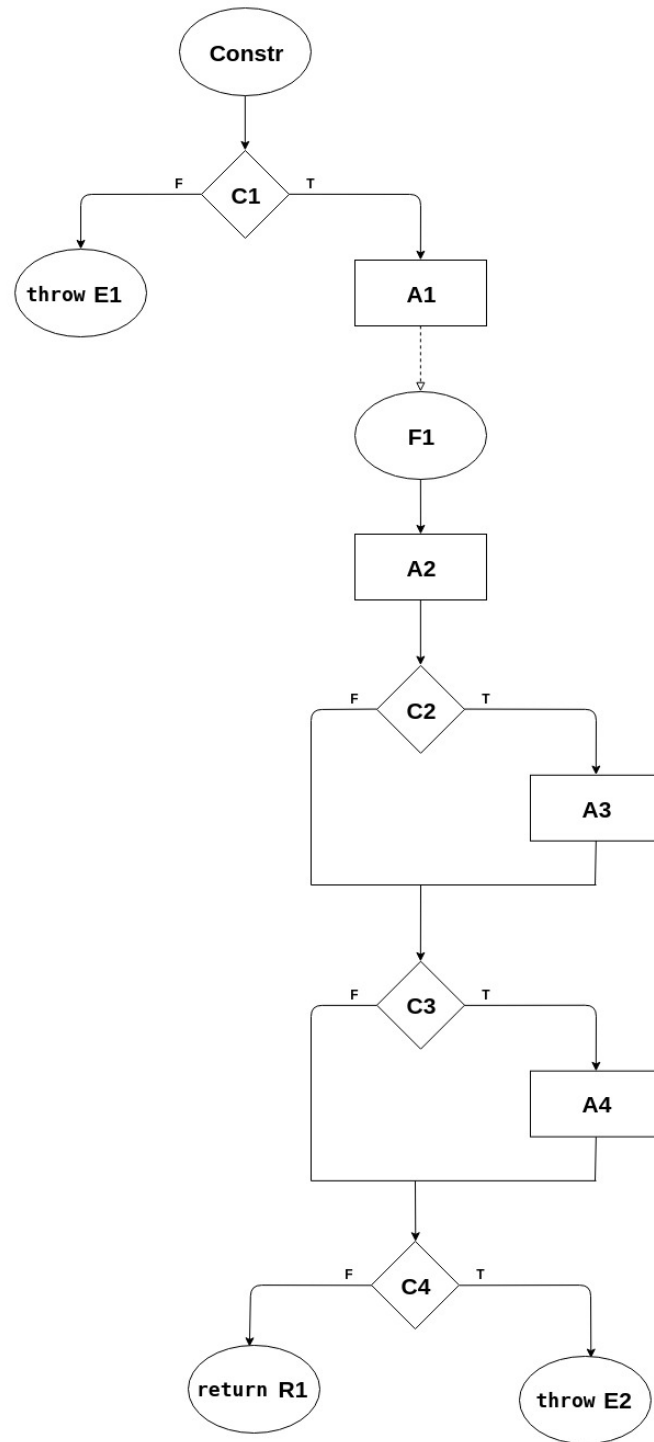 Constr
F
T
C1
throw E1
A1
F1
A2
F
T
C2
A3
F
T
C3
A4
F
T
C4
return R1
throw E2